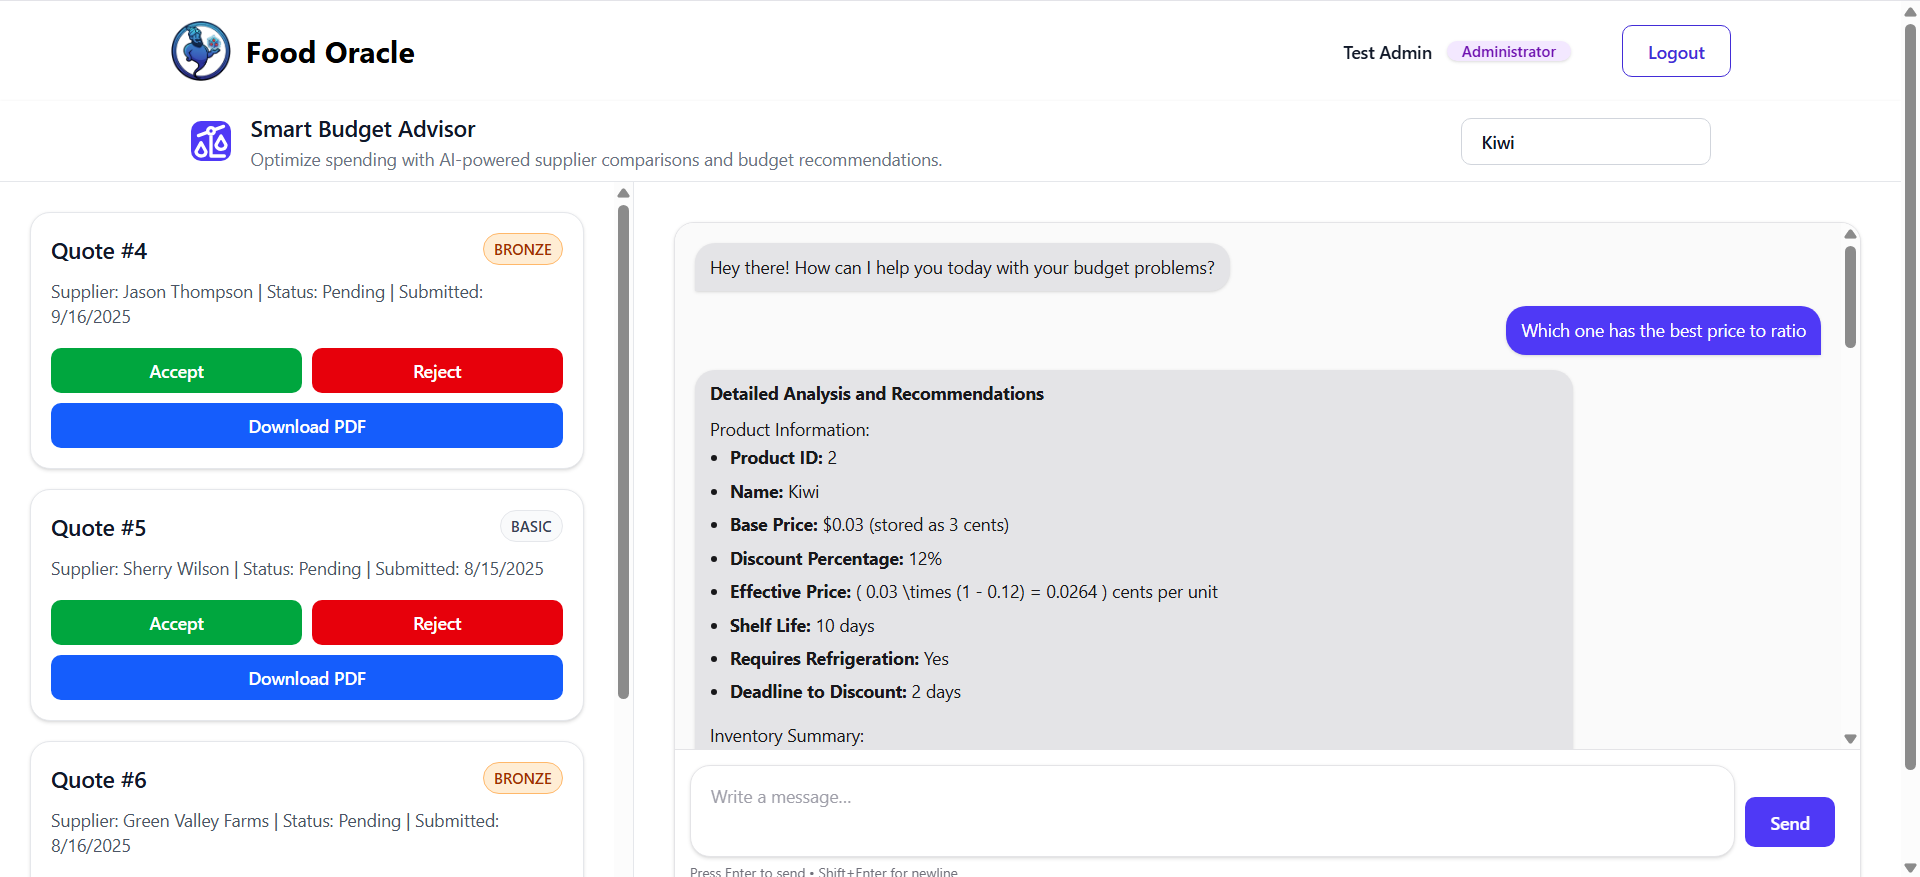 Food Oracle
Test Admin
Administrator
Logout
Smart Budget Advisor
Optimize spending with AI-powered supplier comparisons and budget recommendations.
Kiwi
Quote #4
BRONZE
Supplier: Jason Thompson | Status: Pending | Submitted:
9/16/2025
Accept
Reject
Download PDF
Quote #5
BASIC
Supplier: Sherry Wilson | Status: Pending | Submitted: 8/15/2025
Accept
Reject
Download PDF
Quote #6
BRONZE
Supplier: Green Valley Farms | Status: Pending | Submitted:
8/16/2025
Hey there! How can I help you today with your budget problems?
Which one has the best price to ratio
Detailed Analysis and Recommendations
Product Information:
• Product ID: 2
• Name: Kiwi
• Base Price: $0.03 (stored as 3 cents)
• Discount Percentage: 12%
• Effective Price: ( 0.03 \times (1 - 0.12) = 0.0264 ) cents per unit
• Shelf Life: 10 days
• Requires Refrigeration: Yes
• Deadline to Discount: 2 days
Inventory Summary:
Write a message...
Send
Press Enter to send • Shift+Enter for newline